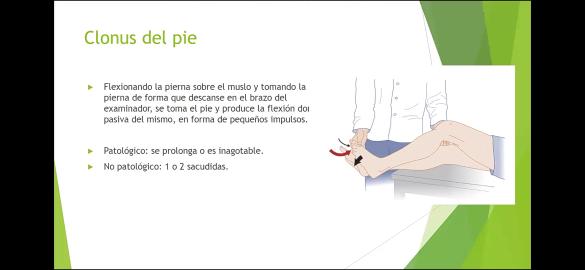 Clonus del pie
Flexionando la pierna sobre el muslo y tomando la
pierna de forma que descanse en el brazo del
examinador, se toma el pie y produce la flexión
pasiva del mismo, en forma de pequeños impulsos.
Patológico: se prolonga o es inagotable.
No patológico: 1 o 2 sacudidas.